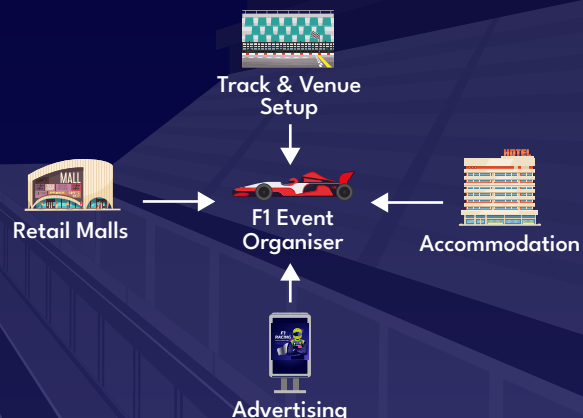 Track & Venue
Setup
MALL
HOTEL
Retail Malls
F1 Event
Organiser
Accommodation
F1
RACING
Advertising